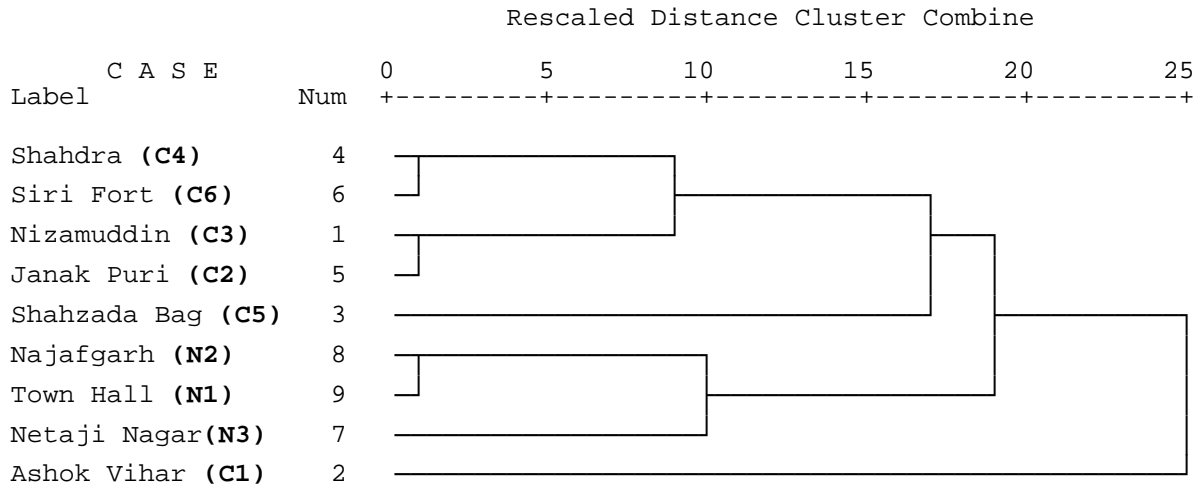 Rescaled Distance Cluster Combine
C A S E 0 5 10 15 20 25
Label Num +---------+---------+---------+---------+---------+
Shahdra (C4) 4
Siri Fort (C6) 6
Nizamuddin (C3) 1
Janak Puri (C2) 5
Shahzada Bag (C5) 3
Najafgarh (N2) 8
Town Hall (N1) 9
Netaji Nagar(N3) 7
Ashok Vihar (C1) 2